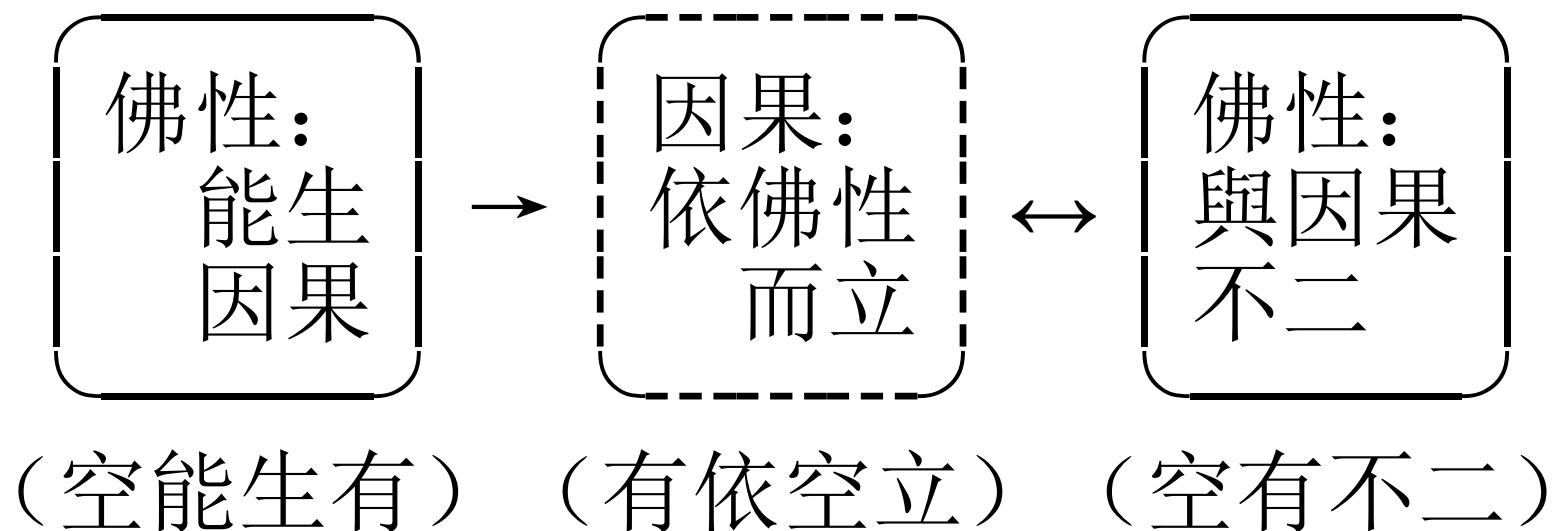 佛性：
能生
因果
→
因果：
依佛性
而立
↔
佛性：
與因果
不二
（空能生有）
（有依空立）
（空有不二）